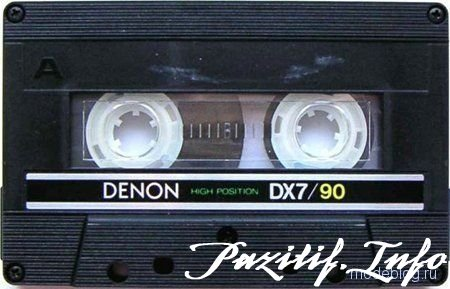 A
DENON HIGH POSITION DX7/90
Pazitif.Info
modeblog.ru